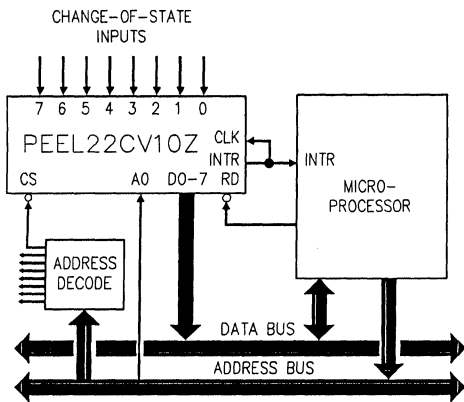 CHANGE-OF-STATE
INPUTS
7 6 5 4 3 2 1 0
PEEL22CV10Z
CLK
INTR
CS A0 D0-7 RD
INTR
MICRO-
PROCESSOR
ADDRESS
DECODE
DATA BUS
ADDRESS BUS